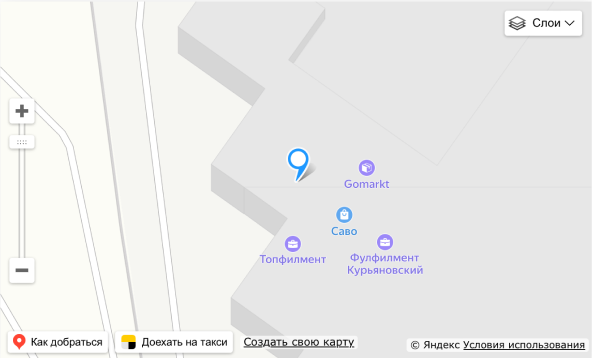 Слои
Gomarkt
Саво
Топфилмент
Фулфилмент
Курьяновский
Как добраться
Доехать на такси
Создать свою карту
© Яндекс Условия использования